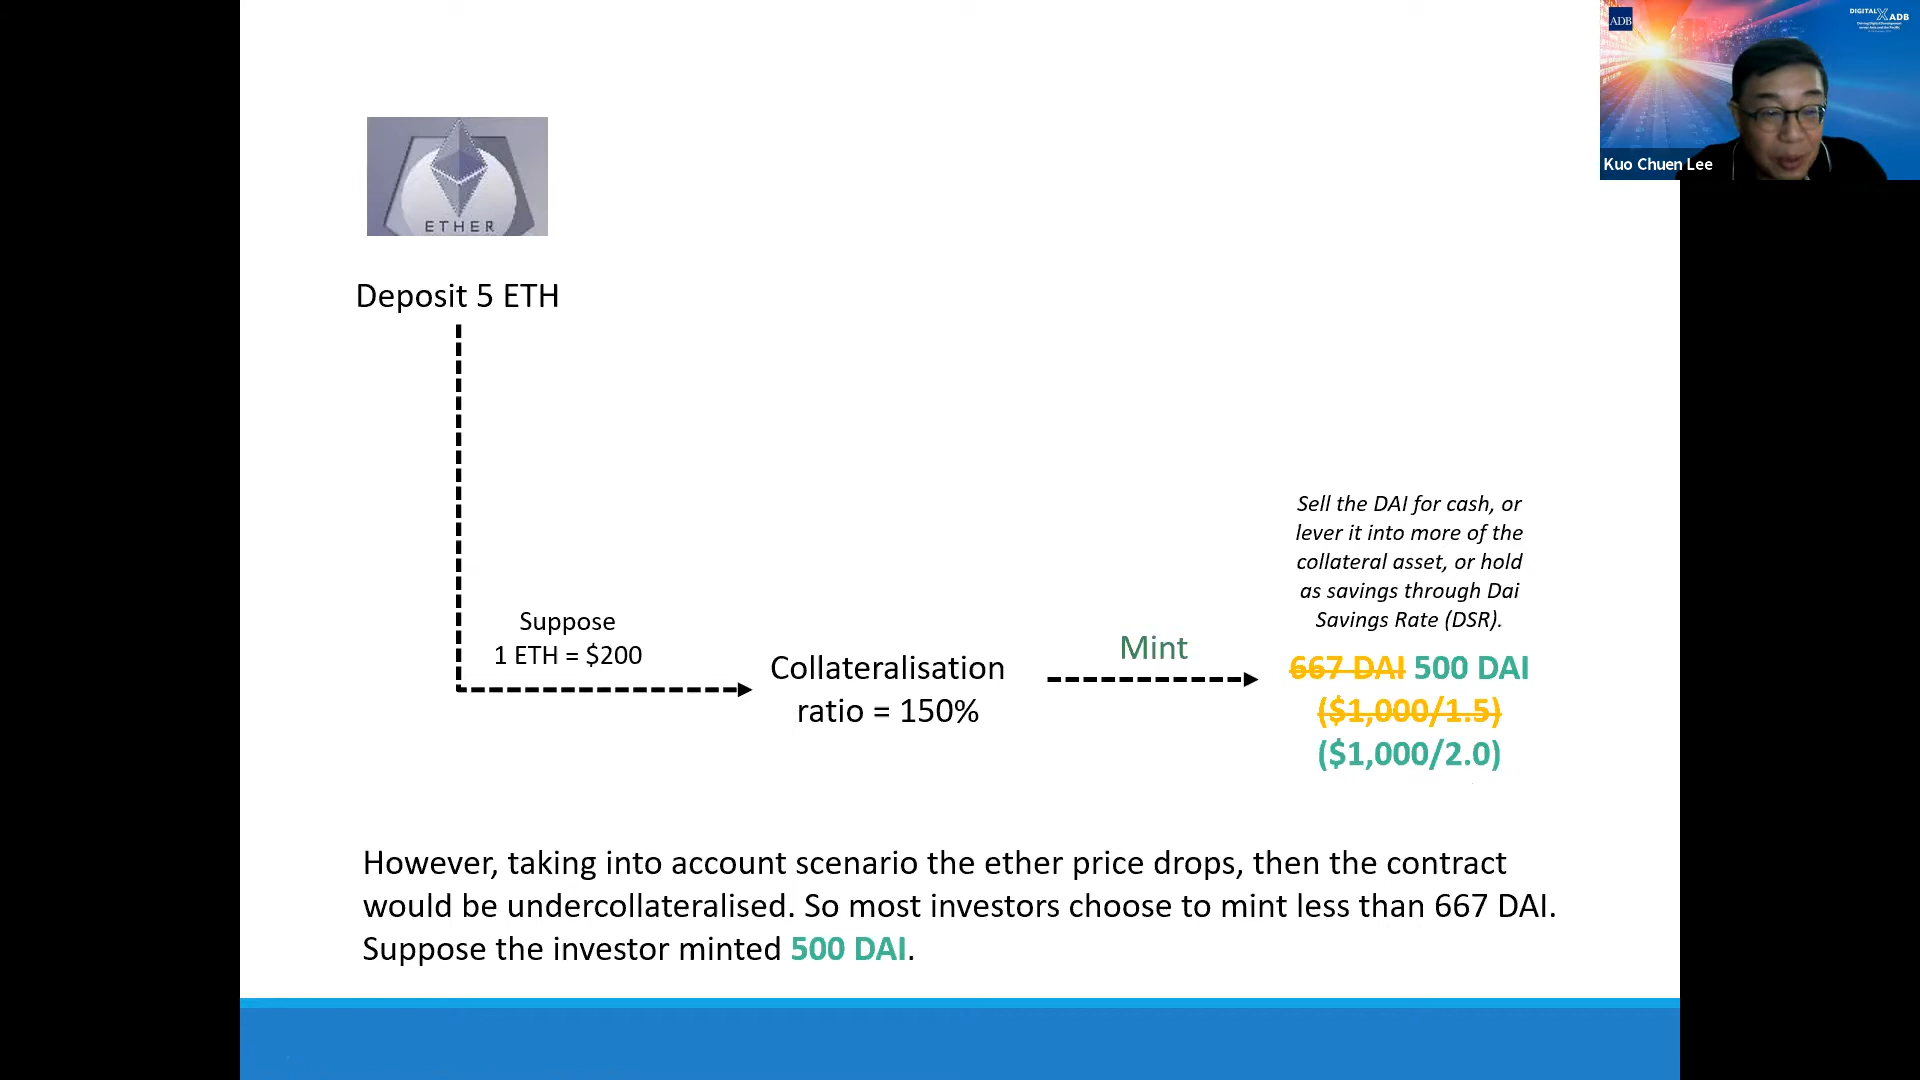 ADB
DIGITAL X ADB
Kuo Chuen Lee
ETHER
Deposit 5 ETH
Suppose
1 ETH = $200
Collateralisation
ratio = 150%
Mint
Sell the DAI for cash, or
lever it into more of the
collateral asset, or hold
as savings through Dai
Savings Rate (DSR).
667 DAI 500 DAI
($1,000/1.5)
($1,000/2.0)
However, taking into account scenario the ether price drops, then the contract
would be undercollateralised. So most investors choose to mint less than 667 DAI.
Suppose the investor minted 500 DAI.